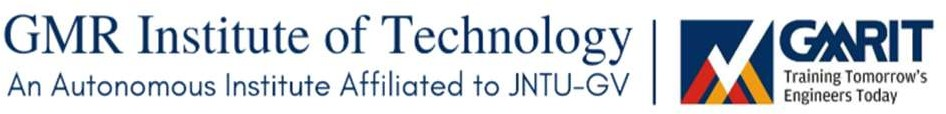 GMR Institute of Technology
An Autonomous Institute Affiliated to JNTU-GV
GMRIT
Training Tomorrow's
Engineers Today